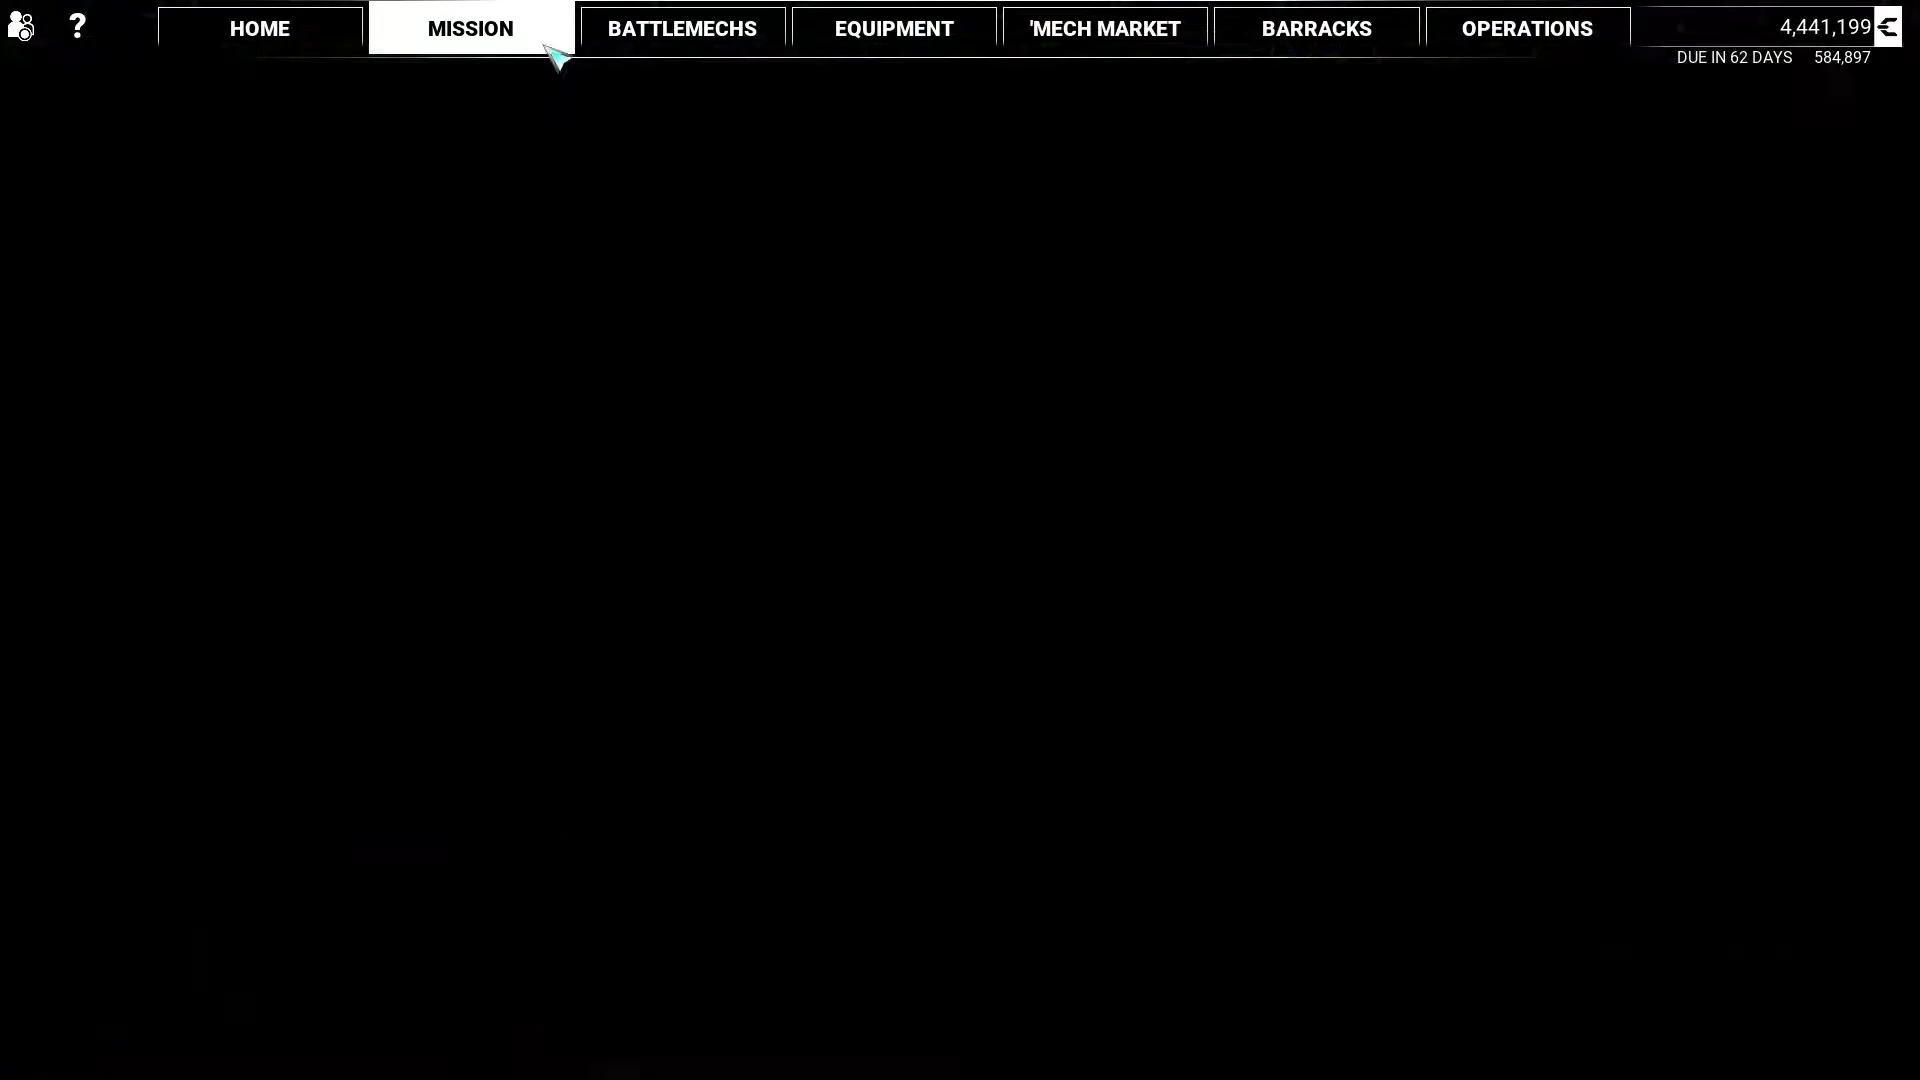 ?
HOME
MISSION
BATTLEMECHS
EQUIPMENT
'MECH MARKET
BARRACKS
OPERATIONS
4,441,199
DUE IN 62 DAYS 584,897